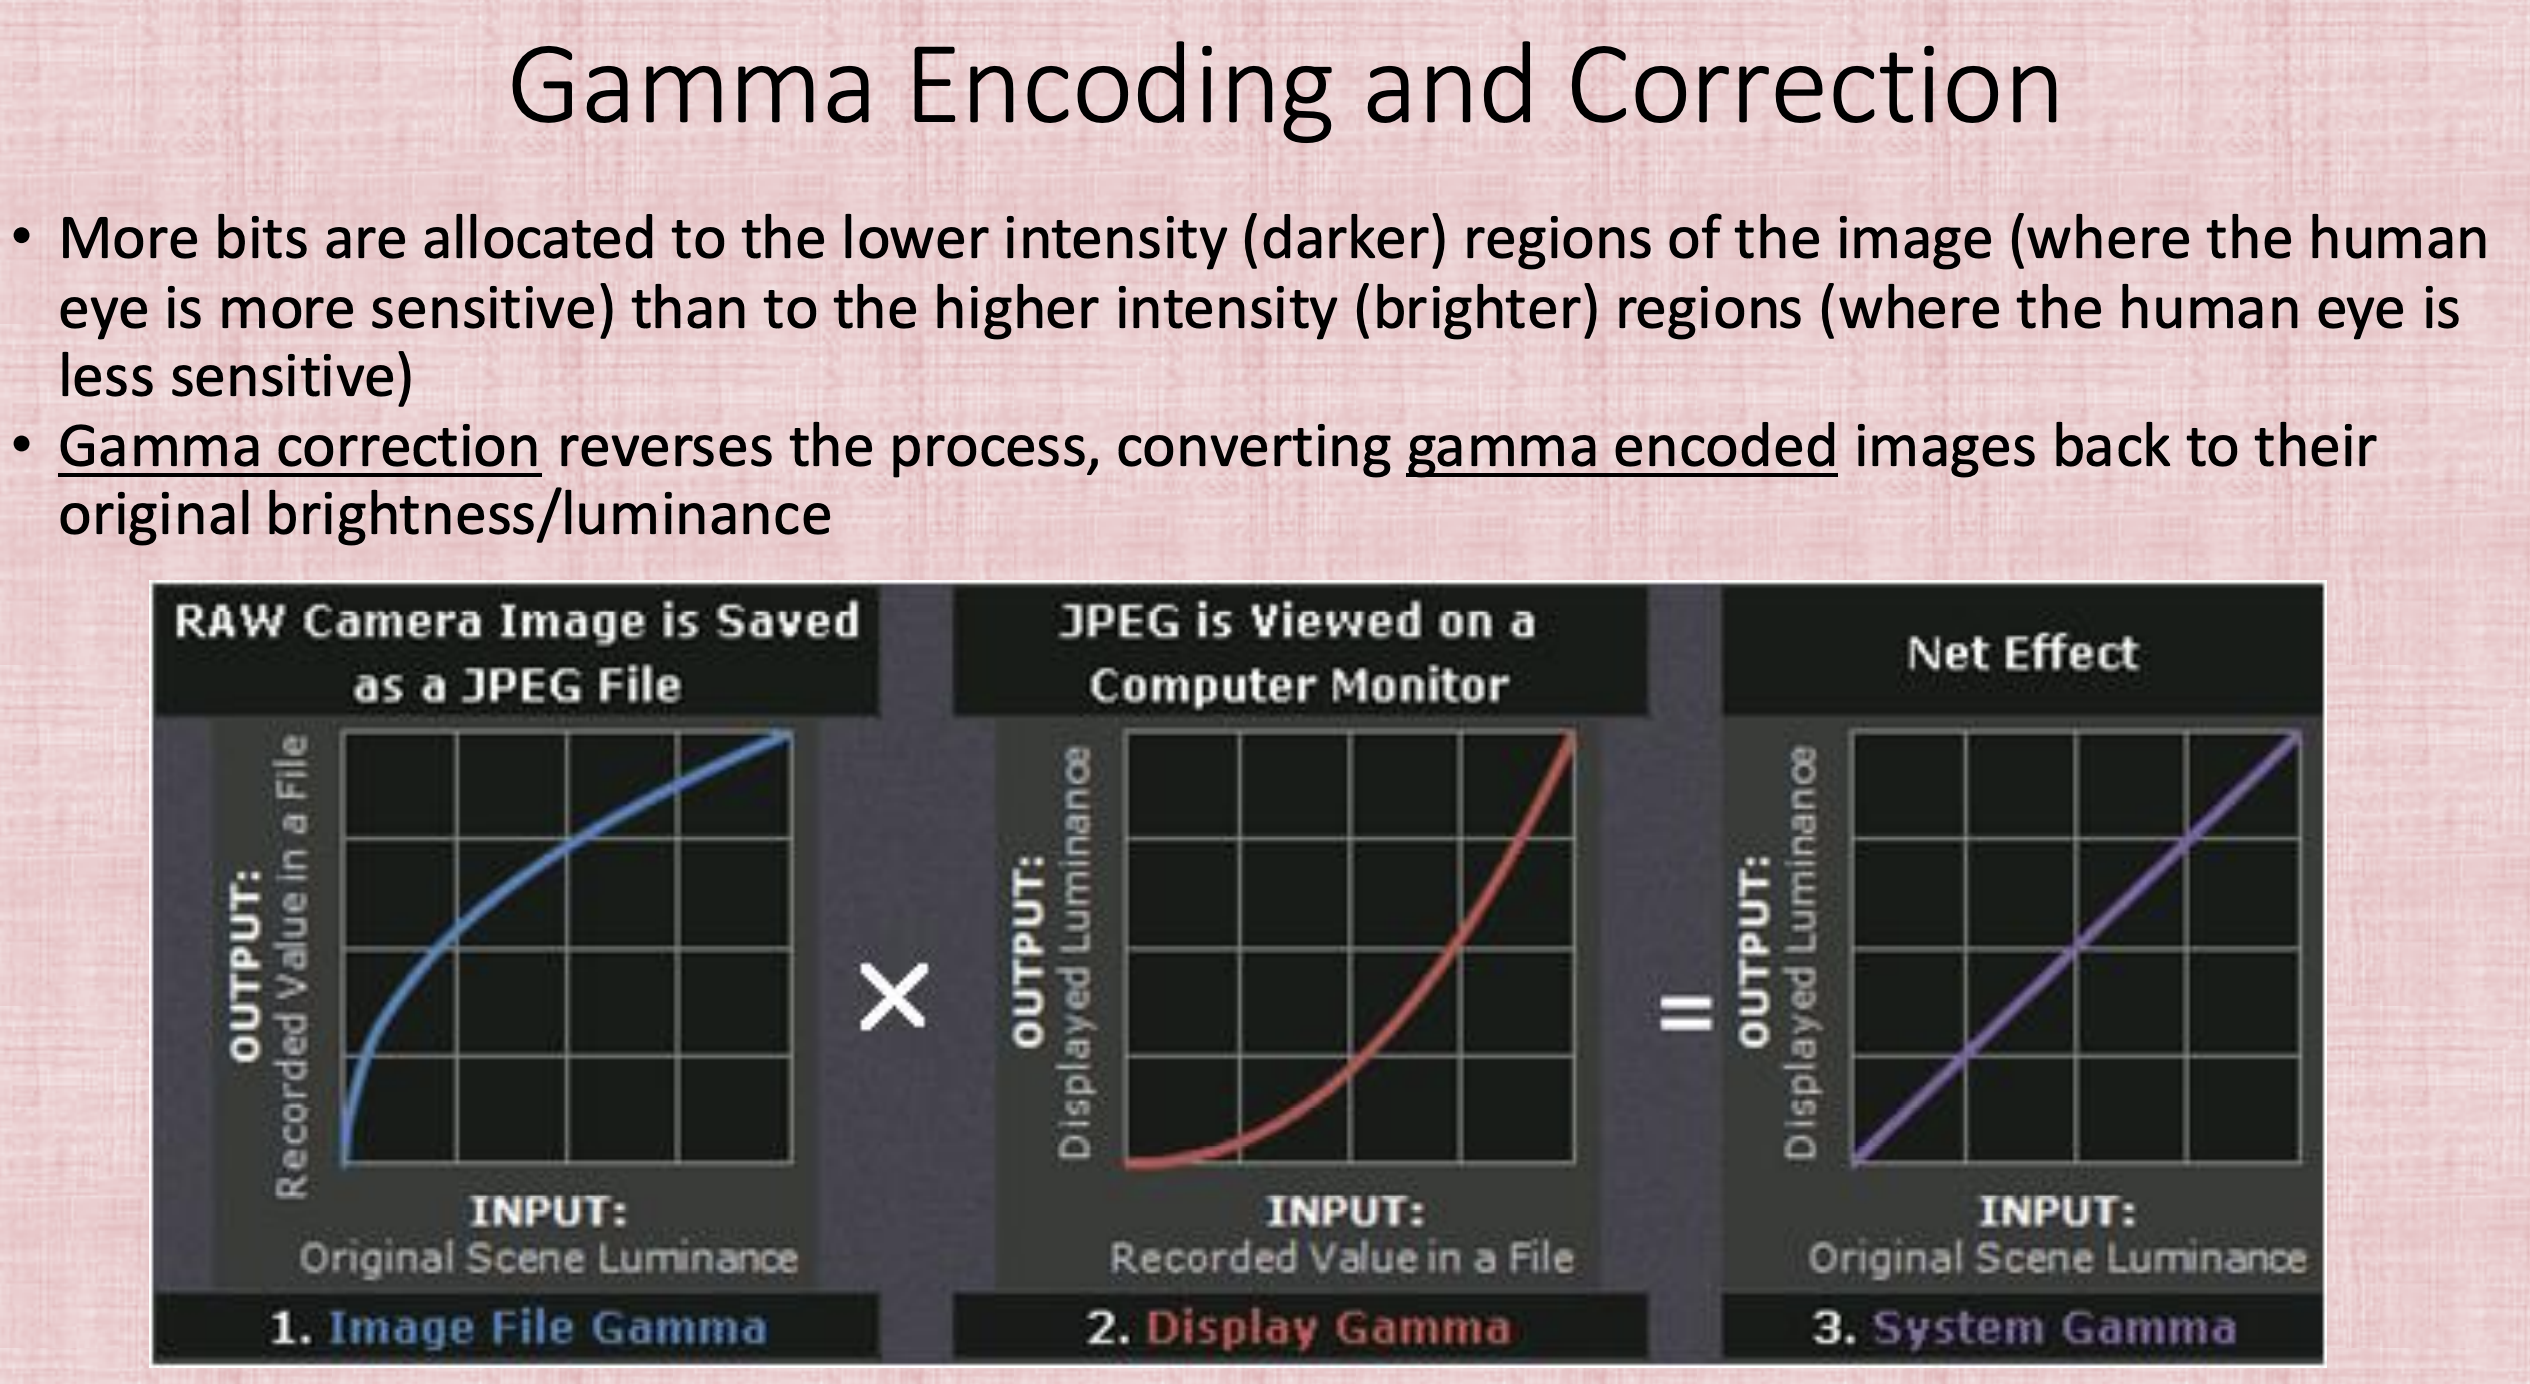 Gamma Encoding and Correction
• More bits are allocated to the lower intensity (darker) regions of the image (where the human
eye is more sensitive) than to the higher intensity (brighter) regions (where the human eye is
less sensitive)
• Gamma correction reverses the process, converting gamma encoded images back to their
original brightness/luminance
RAW Camera Image is Saved
as a JPEG File
OUTPUT:
Recorded Value in a File
INPUT:
Original Scene Luminance
1. Image File Gamma
×
JPEG is Viewed on a
Computer Monitor
OUTPUT:
Displayed Luminance
INPUT:
Recorded Value in a File
2. Display Gamma
=
Net Effect
OUTPUT:
Displayed Luminance
INPUT:
Original Scene Luminance
3. System Gamma